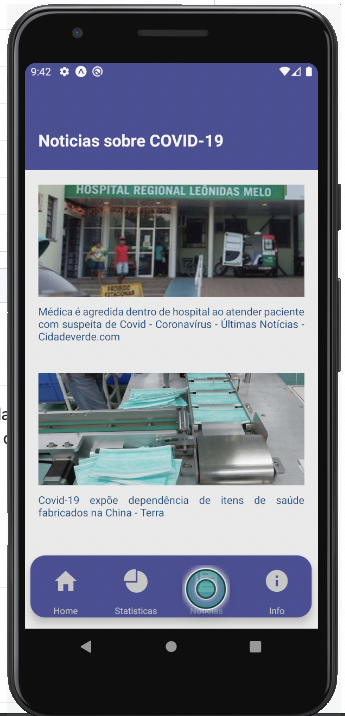 9:42
Noticias sobre COVID-19
HOSPITAL REGIONAL LEÔNIDAS MELO
PROIBIDO
ESTACIONAR
Médica é agredida dentro de hospital ao atender paciente
com suspeita de Covid - Coronavírus - Últimas Notícias -
Cidadeverde.com
Covid-19 expõe dependência de itens de saúde
fabricados na China - Terra
Home
Statisticas
Info